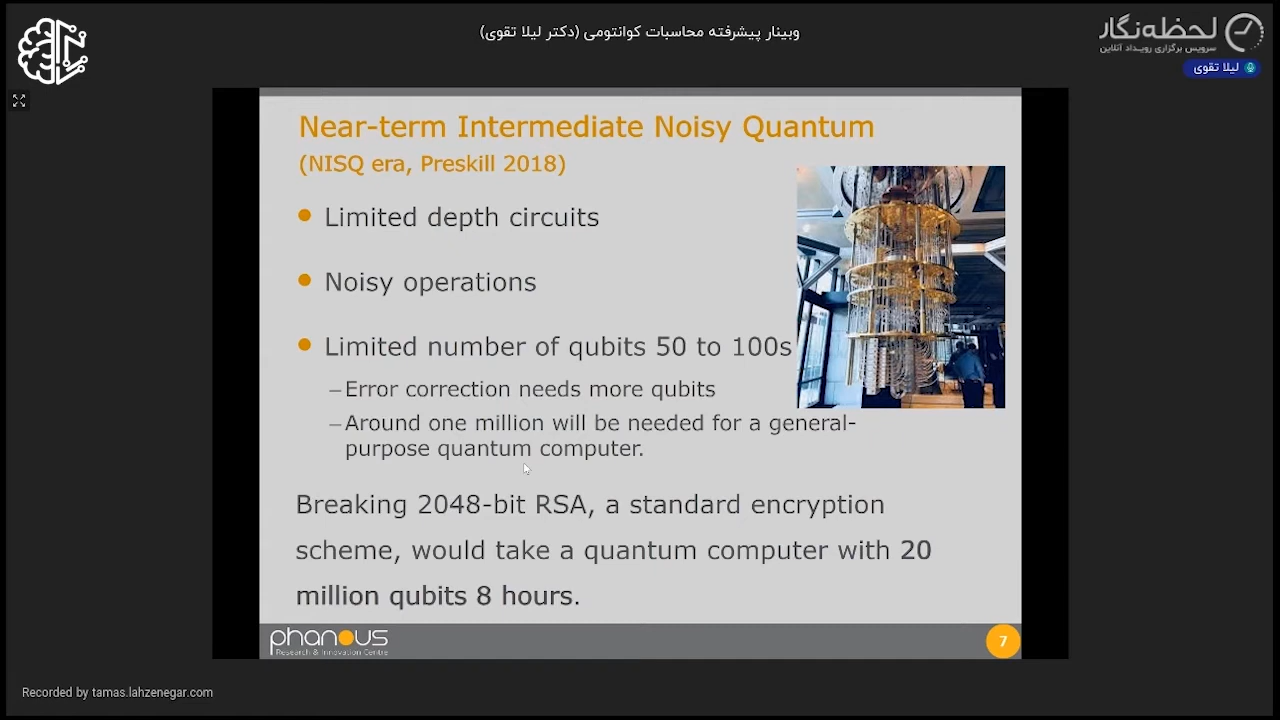 وبینار پیشرفته محاسبات کوانتومی (دکتر لیلا تقوی)
لحظه‌نگار
سرویس برگزاری رویداد آنلاین
لیلا تقوی
Near-term Intermediate Noisy Quantum
(NISQ era, Preskill 2018)
Limited depth circuits
Noisy operations
Limited number of qubits 50 to 100s
–Error correction needs more qubits
–Around one million will be needed for a general-
purpose quantum computer.
Breaking 2048-bit RSA, a standard encryption
scheme, would take a quantum computer with 20
million qubits 8 hours.
phanous
Research & Innovation Centre
7
Recorded by tamas.lahzenegar.com